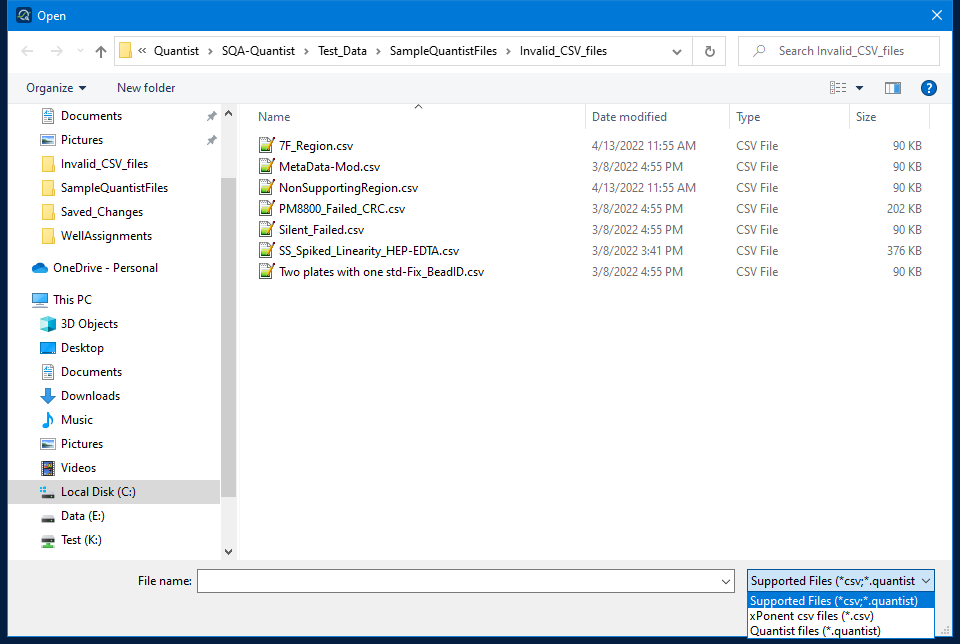 Open
« Quantist > SQA-Quantist > Test_Data > SampleQuantistFiles > Invalid_CSV_files
Search Invalid_CSV_files
Organize New folder
Documents
Pictures
Invalid_CSV_files
SampleQuantistFiles
Saved_Changes
WellAssignments
OneDrive - Personal
This PC
3D Objects
Desktop
Documents
Downloads
Music
Pictures
Videos
Local Disk (C:)
Data (E:)
Test (K:)
Name Date modified Type Size
7F_Region.csv 4/13/2022 11:55 AM CSV File 90 KB
MetaData-Mod.csv 3/8/2022 4:55 PM CSV File 90 KB
NonSupportingRegion.csv 4/13/2022 11:55 AM CSV File 90 KB
PM8800_Failed_CRC.csv 3/8/2022 4:55 PM CSV File 202 KB
Silent_Failed.csv 3/8/2022 4:55 PM CSV File 90 KB
SS_Spiked_Linearity_HEP-EDTA.csv 3/8/2022 3:41 PM CSV File 376 KB
Two plates with one std-Fix_BeadID.csv 3/8/2022 4:55 PM CSV File 90 KB
File name:
Supported Files (*csv;*.quantist
Supported Files (*csv;*.quantist)
xPonent csv files (*.csv)
Quantist files (*.quantist)